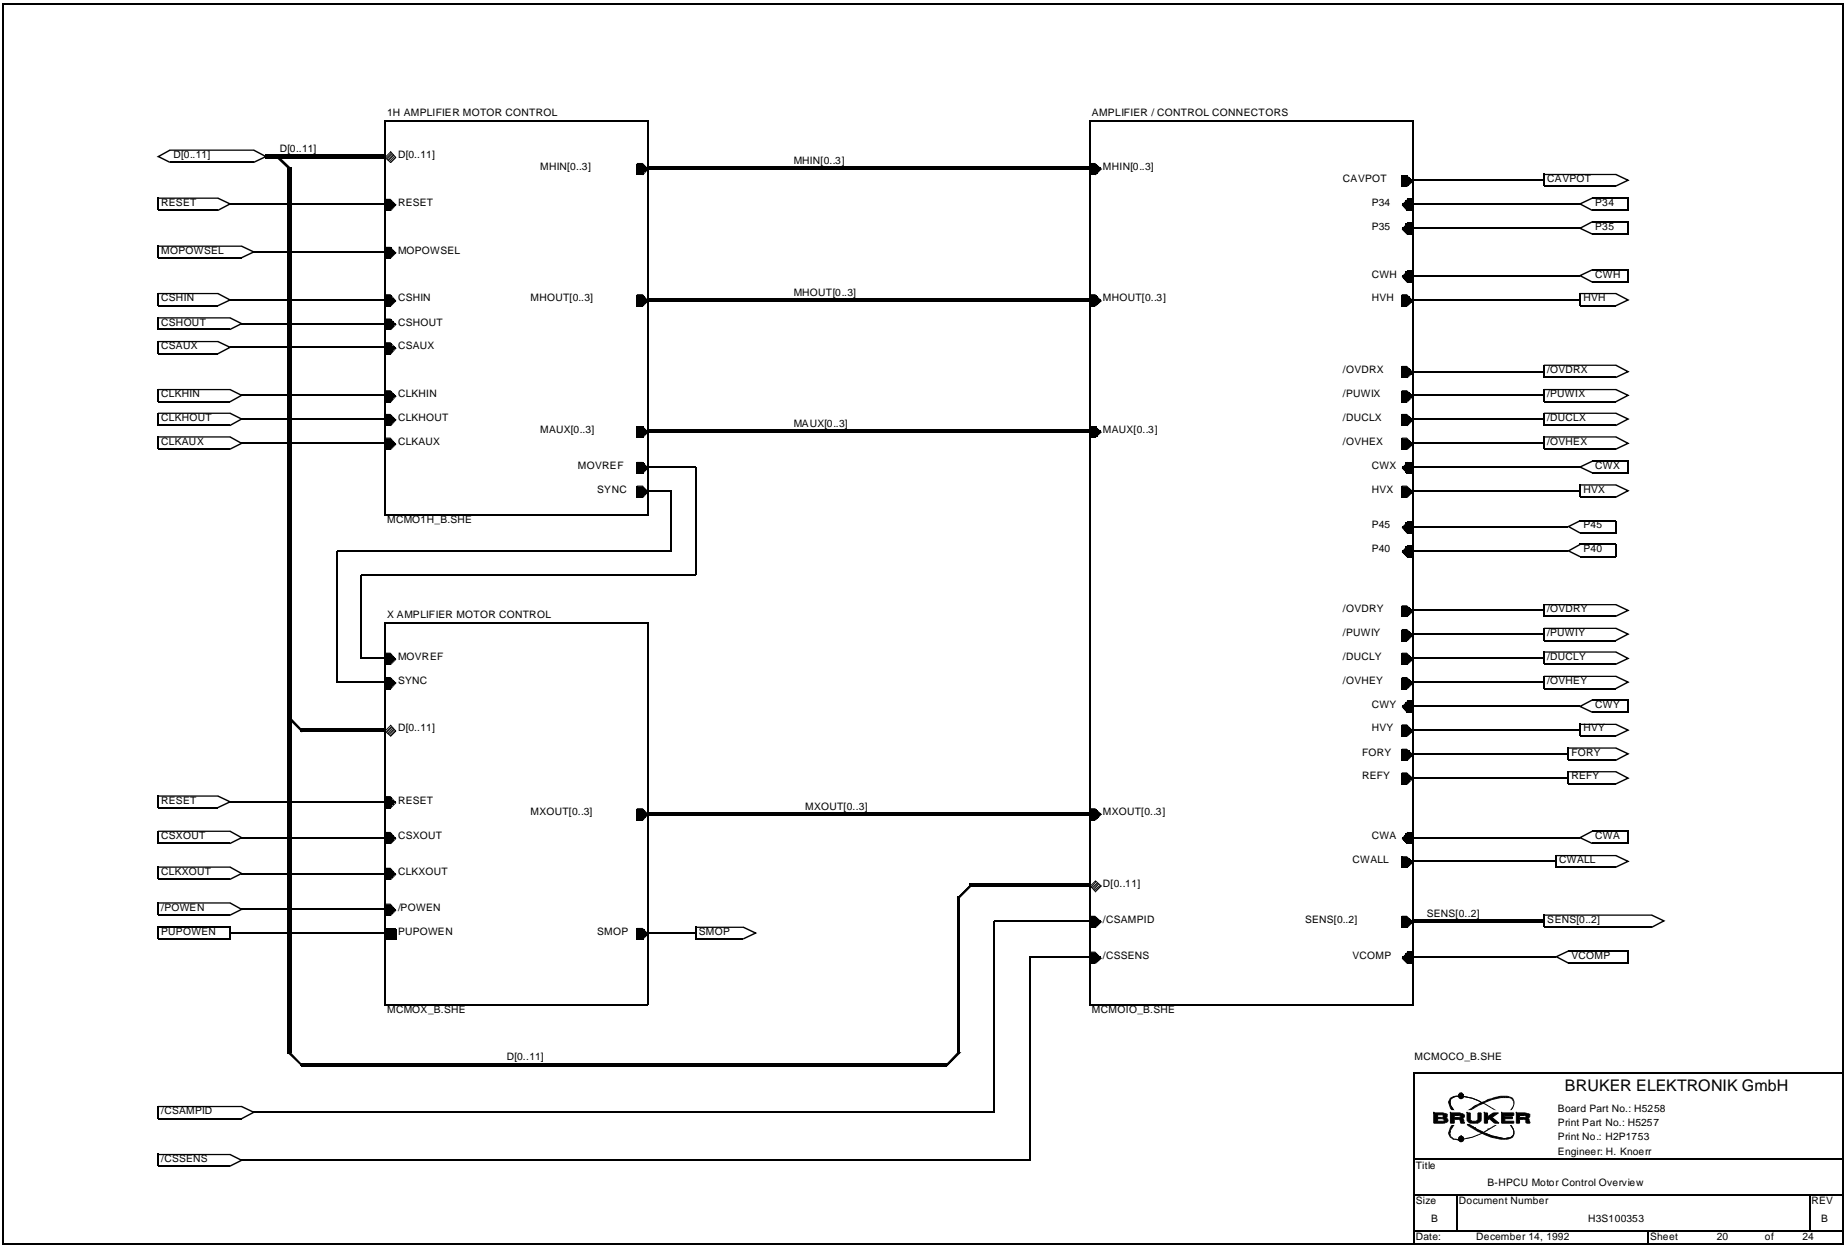 1H AMPLIFIER MOTOR CONTROL
D[0..11]
D[0..11]
D[0..11]
RESET
RESET
MOPOWSEL
MOPOWSEL
CSHIN
CSHIN
CSHOUT
CSHOUT
CSAUX
CSAUX
CLKHIN
CLKHIN
CLKHOUT
CLKHOUT
CLKAUX
CLKAUX
MHIN[0..3]
MHOUT[0..3]
MAUX[0..3]
MOVREF
SYNC
MCMO1H_B.SHE
MHIN[0..3]
MHOUT[0..3]
MAUX[0..3]
X AMPLIFIER MOTOR CONTROL
MOVREF
SYNC
D[0..11]
RESET
RESET
CSXOUT
CSXOUT
CLKXOUT
CLKXOUT
/POWEN
/POWEN
PUPOWEN
PUPOWEN
MXOUT[0..3]
SMOP
SMOP
MCMOX_B.SHE
MXOUT[0..3]
D[0..11]
/CSAMPID
/CSSENS
AMPLIFIER / CONTROL CONNECTORS
MHIN[0..3]
MHOUT[0..3]
MAUX[0..3]
MXOUT[0..3]
D[0..11]
/CSAMPID
/CSSENS
CAVPOT
CAVPOT
P34
P34
P35
P35
CWH
CWH
HVH
HVH
/OVDRX
/OVDRX
/PUWIX
/PUWIX
/DUCLX
/DUCLX
/OVHEX
/OVHEX
CWX
CWX
HVX
HVX
P45
P45
P40
P40
/OVDRY
/OVDRY
/PUWIY
/PUWIY
/DUCLY
/DUCLY
/OVHEY
/OVHEY
CWY
CWY
HVY
HVY
FORY
FORY
REFY
REFY
CWA
CWA
CWALL
CWALL
SENS[0..2]
SENS[0..2]
SENS[0..2]
VCOMP
VCOMP
MCMOIO_B.SHE
MCMOCO_B.SHE
BRUKER
BRUKER ELEKTRONIK GmbH
Board Part No.: H5258
Print Part No.: H5257
Print No.: H2P1753
Engineer: H. Knoerr
Title
B-HPCU Motor Control Overview
Size Document Number REV
B H3S100353 B
Date: December 14, 1992 Sheet 20 of 24